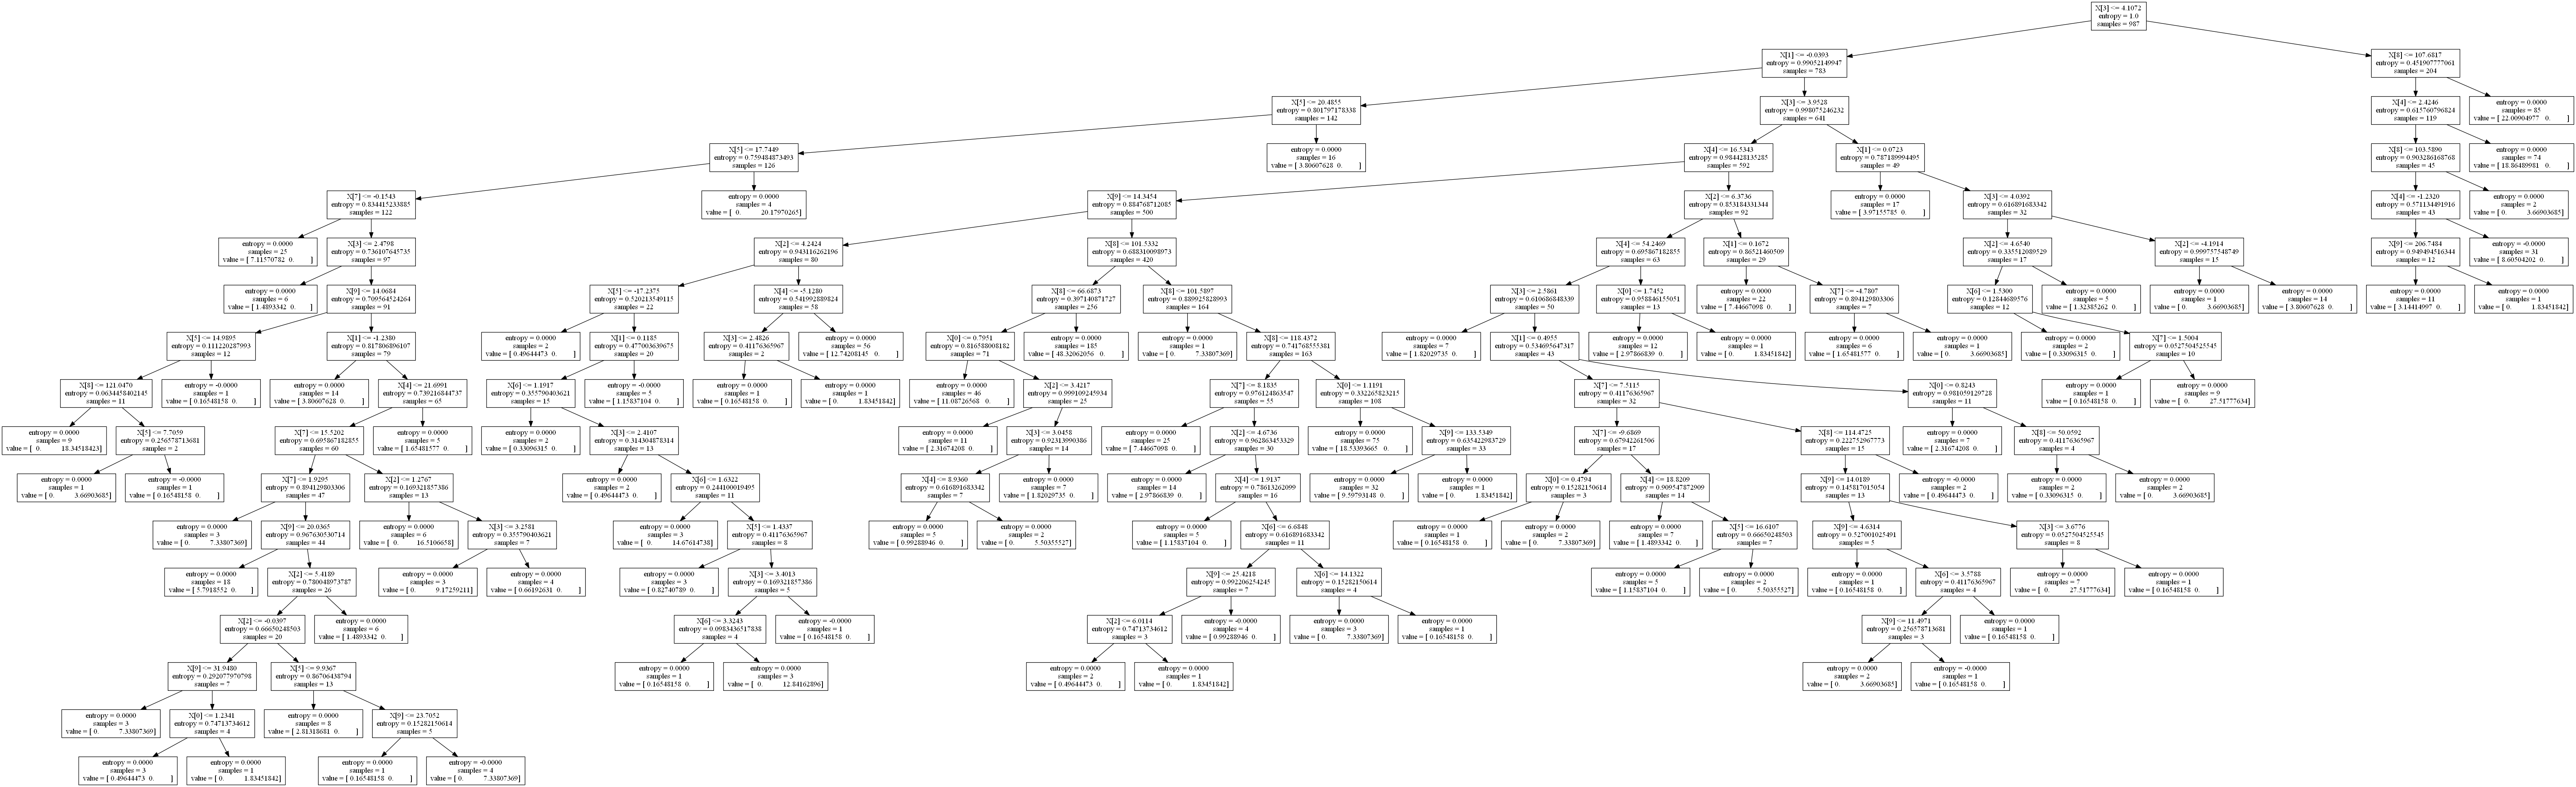 X[3] <= 4.1072
entropy = 1.0
samples = 987
X[1] <= -0.0393
entropy = 0.99052149947
samples = 783
X[8] <= 107.6817
entropy = 0.451907777061
samples = 204
X[5] <= 20.4855
entropy = 0.801797178338
samples = 142
X[3] <= 3.9528
entropy = 0.998075246232
samples = 641
X[4] <= 2.4246
entropy = 0.615760796824
samples = 119
entropy = 0.0000
samples = 85
value = [ 22.00904977 0. ]
X[5] <= 17.7449
entropy = 0.759484873493
samples = 126
entropy = 0.0000
samples = 16
value = [ 3.80607628 0. ]
X[4] <= 16.5343
entropy = 0.984428135285
samples = 592
X[1] <= 0.0723
entropy = 0.787189994495
samples = 49
X[8] <= 103.5890
entropy = 0.903286168768
samples = 45
entropy = 0.0000
samples = 74
value = [ 18.86489981 0. ]
X[7] <= -0.1543
entropy = 0.834415233885
samples = 122
entropy = 0.0000
samples = 4
value = [ 0. 20.17970265]
X[9] <= 14.3454
entropy = 0.884768712085
samples = 500
X[2] <= 6.3736
entropy = 0.853184331344
samples = 92
entropy = 0.0000
samples = 17
value = [ 3.97155785 0. ]
X[3] <= 4.0392
entropy = 0.616891683342
samples = 32
X[4] <= -1.2320
entropy = 0.571134491916
samples = 43
entropy = 0.0000
samples = 2
value = [ 0. 3.66903685]
entropy = 0.0000
samples = 25
value = [ 7.11570782 0. ]
X[3] <= 2.4798
entropy = 0.736107645735
samples = 97
X[2] <= 4.2424
entropy = 0.943116262196
samples = 80
X[8] <= 101.5332
entropy = 0.688310098973
samples = 420
X[4] <= 54.2469
entropy = 0.695867182855
samples = 63
X[1] <= 0.1672
entropy = 0.86521460509
samples = 29
X[2] <= 4.6540
entropy = 0.335512089529
samples = 17
X[2] <= -4.1914
entropy = 0.999757548749
samples = 15
X[9] <= 206.7484
entropy = 0.949494516344
samples = 12
entropy = -0.0000
samples = 31
value = [ 8.60504202 0. ]
entropy = 0.0000
samples = 6
value = [ 1.4893342 0. ]
X[9] <= 14.0684
entropy = 0.709564524264
samples = 91
X[5] <= -17.2375
entropy = 0.520213549115
samples = 22
X[4] <= -5.1280
entropy = 0.541992889824
samples = 58
X[8] <= 66.6873
entropy = 0.397140871727
samples = 256
X[8] <= 101.5897
entropy = 0.889925828993
samples = 164
X[3] <= 2.5861
entropy = 0.610686848339
samples = 50
X[0] <= 1.7452
entropy = 0.958846155051
samples = 13
entropy = 0.0000
samples = 22
value = [ 7.44667098 0. ]
X[7] <= -4.7807
entropy = 0.894129803306
samples = 7
X[6] <= 1.5300
entropy = 0.12844689576
samples = 12
entropy = 0.0000
samples = 5
value = [ 1.32385262 0. ]
entropy = 0.0000
samples = 1
value = [ 0. 3.66903685]
entropy = 0.0000
samples = 14
value = [ 3.80607628 0. ]
entropy = 0.0000
samples = 11
value = [ 3.14414997 0. ]
entropy = 0.0000
samples = 1
value = [ 0. 1.83451842]
X[5] <= 14.9895
entropy = 0.111220287993
samples = 12
X[1] <= -1.2380
entropy = 0.817806896107
samples = 79
entropy = 0.0000
samples = 2
value = [ 0.49644473 0. ]
X[1] <= 0.1185
entropy = 0.477003639675
samples = 20
X[3] <= 2.4826
entropy = 0.41176365967
samples = 2
entropy = 0.0000
samples = 56
value = [ 12.74208145 0. ]
X[0] <= 0.7951
entropy = 0.816588008182
samples = 71
entropy = 0.0000
samples = 185
value = [ 48.32062056 0. ]
entropy = 0.0000
samples = 1
value = [ 0. 7.33807369]
X[8] <= 118.4372
entropy = 0.741768555381
samples = 163
entropy = 0.0000
samples = 7
value = [ 1.82029735 0. ]
X[1] <= 0.4955
entropy = 0.534695647317
samples = 43
entropy = 0.0000
samples = 12
value = [ 2.97866839 0. ]
entropy = 0.0000
samples = 1
value = [ 0. 1.83451842]
entropy = 0.0000
samples = 6
value = [ 1.65481577 0. ]
entropy = 0.0000
samples = 1
value = [ 0. 3.66903685]
entropy = 0.0000
samples = 2
value = [ 0.33096315 0. ]
X[7] <= 1.5004
entropy = 0.0527504525545
samples = 10
X[8] <= 121.0470
entropy = 0.0634458402145
samples = 11
entropy = -0.0000
samples = 1
value = [ 0.16548158 0. ]
entropy = 0.0000
samples = 14
value = [ 3.80607628 0. ]
X[4] <= 21.6991
entropy = 0.739216844737
samples = 65
X[6] <= 1.1917
entropy = 0.355790403621
samples = 15
entropy = -0.0000
samples = 5
value = [ 1.15837104 0. ]
entropy = 0.0000
samples = 1
value = [ 0.16548158 0. ]
entropy = 0.0000
samples = 1
value = [ 0. 1.83451842]
entropy = 0.0000
samples = 46
value = [ 11.08726568 0. ]
X[2] <= 3.4217
entropy = 0.999109245934
samples = 25
X[7] <= 8.1835
entropy = 0.976124863547
samples = 55
X[0] <= 1.1191
entropy = 0.332265823215
samples = 108
X[7] <= 7.5115
entropy = 0.41176365967
samples = 32
X[0] <= 0.8243
entropy = 0.981059129728
samples = 11
entropy = 0.0000
samples = 1
value = [ 0.16548158 0. ]
entropy = 0.0000
samples = 9
value = [ 0. 27.51777634]
entropy = 0.0000
samples = 9
value = [ 0. 18.34518423]
X[5] <= 7.7059
entropy = 0.256578713681
samples = 2
X[7] <= 15.5202
entropy = 0.695867182855
samples = 60
entropy = 0.0000
samples = 5
value = [ 1.65481577 0. ]
entropy = 0.0000
samples = 2
value = [ 0.33096315 0. ]
X[3] <= 2.4107
entropy = 0.314304878314
samples = 13
entropy = 0.0000
samples = 11
value = [ 2.31674208 0. ]
X[3] <= 3.0458
entropy = 0.92313990386
samples = 14
entropy = 0.0000
samples = 25
value = [ 7.44667098 0. ]
X[2] <= 4.6736
entropy = 0.962863453329
samples = 30
entropy = 0.0000
samples = 75
value = [ 18.53393665 0. ]
X[9] <= 133.5349
entropy = 0.635422983729
samples = 33
X[7] <= -9.6869
entropy = 0.67942261506
samples = 17
X[8] <= 114.4725
entropy = 0.222752967773
samples = 15
entropy = 0.0000
samples = 7
value = [ 2.31674208 0. ]
X[8] <= 50.0592
entropy = 0.41176365967
samples = 4
entropy = 0.0000
samples = 1
value = [ 0. 3.66903685]
entropy = -0.0000
samples = 1
value = [ 0.16548158 0. ]
X[7] <= 1.9295
entropy = 0.894129803306
samples = 47
X[2] <= 1.2767
entropy = 0.169321857386
samples = 13
entropy = 0.0000
samples = 2
value = [ 0.49644473 0. ]
X[6] <= 1.6322
entropy = 0.244100019495
samples = 11
X[4] <= 8.9360
entropy = 0.616891683342
samples = 7
entropy = 0.0000
samples = 7
value = [ 1.82029735 0. ]
entropy = 0.0000
samples = 14
value = [ 2.97866839 0. ]
X[4] <= 1.9137
entropy = 0.78613262099
samples = 16
entropy = 0.0000
samples = 32
value = [ 9.59793148 0. ]
entropy = 0.0000
samples = 1
value = [ 0. 1.83451842]
X[0] <= 0.4794
entropy = 0.15282150614
samples = 3
X[4] <= 18.8209
entropy = 0.909547872969
samples = 14
X[9] <= 14.0189
entropy = 0.145817015054
samples = 13
entropy = -0.0000
samples = 2
value = [ 0.49644473 0. ]
entropy = 0.0000
samples = 2
value = [ 0.33096315 0. ]
entropy = 0.0000
samples = 2
value = [ 0. 3.66903685]
entropy = 0.0000
samples = 3
value = [ 0. 7.33807369]
X[9] <= 20.0365
entropy = 0.967630530714
samples = 44
entropy = 0.0000
samples = 6
value = [ 0. 16.5106658]
X[3] <= 3.2581
entropy = 0.355790403621
samples = 7
entropy = 0.0000
samples = 3
value = [ 0. 14.67614738]
X[5] <= 1.4337
entropy = 0.41176365967
samples = 8
entropy = 0.0000
samples = 5
value = [ 0.99288946 0. ]
entropy = 0.0000
samples = 2
value = [ 0. 5.50355527]
entropy = 0.0000
samples = 5
value = [ 1.15837104 0. ]
X[6] <= 6.6848
entropy = 0.616891683342
samples = 11
entropy = 0.0000
samples = 1
value = [ 0.16548158 0. ]
entropy = 0.0000
samples = 2
value = [ 0. 7.33807369]
entropy = 0.0000
samples = 7
value = [ 1.4893342 0. ]
X[5] <= 16.6107
entropy = 0.66650248503
samples = 7
X[9] <= 4.6314
entropy = 0.527001025491
samples = 5
X[3] <= 3.6776
entropy = 0.0527504525545
samples = 8
entropy = 0.0000
samples = 18
value = [ 5.7918552 0. ]
X[2] <= 5.4189
entropy = 0.780048973787
samples = 26
entropy = 0.0000
samples = 3
value = [ 0. 9.17259211]
entropy = 0.0000
samples = 4
value = [ 0.66192631 0. ]
entropy = 0.0000
samples = 3
value = [ 0.82740789 0. ]
X[3] <= 3.4013
entropy = 0.169321857386
samples = 5
X[9] <= 25.4218
entropy = 0.992206254245
samples = 7
X[6] <= 14.1322
entropy = 0.15282150614
samples = 4
entropy = 0.0000
samples = 5
value = [ 1.15837104 0. ]
entropy = 0.0000
samples = 2
value = [ 0. 5.50355527]
entropy = 0.0000
samples = 1
value = [ 0.16548158 0. ]
X[6] <= 3.5788
entropy = 0.41176365967
samples = 4
entropy = 0.0000
samples = 7
value = [ 0. 27.51777634]
entropy = 0.0000
samples = 1
value = [ 0.16548158 0. ]
X[2] <= -0.0397
entropy = 0.66650248503
samples = 20
entropy = 0.0000
samples = 6
value = [ 1.4893342 0. ]
X[6] <= 3.3243
entropy = 0.0983436517838
samples = 4
entropy = -0.0000
samples = 1
value = [ 0.16548158 0. ]
X[2] <= 6.0114
entropy = 0.74713734612
samples = 3
entropy = -0.0000
samples = 4
value = [ 0.99288946 0. ]
entropy = 0.0000
samples = 3
value = [ 0. 7.33807369]
entropy = 0.0000
samples = 1
value = [ 0.16548158 0. ]
X[9] <= 11.4971
entropy = 0.256578713681
samples = 3
entropy = 0.0000
samples = 1
value = [ 0.16548158 0. ]
X[9] <= 31.9480
entropy = 0.292077970798
samples = 7
X[5] <= 9.9367
entropy = 0.86706438794
samples = 13
entropy = 0.0000
samples = 1
value = [ 0.16548158 0. ]
entropy = 0.0000
samples = 3
value = [ 0. 12.84162896]
entropy = 0.0000
samples = 2
value = [ 0.49644473 0. ]
entropy = 0.0000
samples = 1
value = [ 0. 1.83451842]
entropy = 0.0000
samples = 2
value = [ 0. 3.66903685]
entropy = -0.0000
samples = 1
value = [ 0.16548158 0. ]
entropy = 0.0000
samples = 3
value = [ 0. 7.33807369]
X[0] <= 1.2341
entropy = 0.74713734612
samples = 4
entropy = 0.0000
samples = 8
value = [ 2.81318681 0. ]
X[9] <= 23.7052
entropy = 0.15282150614
samples = 5
entropy = 0.0000
samples = 3
value = [ 0.49644473 0. ]
entropy = 0.0000
samples = 1
value = [ 0. 1.83451842]
entropy = 0.0000
samples = 1
value = [ 0.16548158 0. ]
entropy = -0.0000
samples = 4
value = [ 0. 7.33807369]